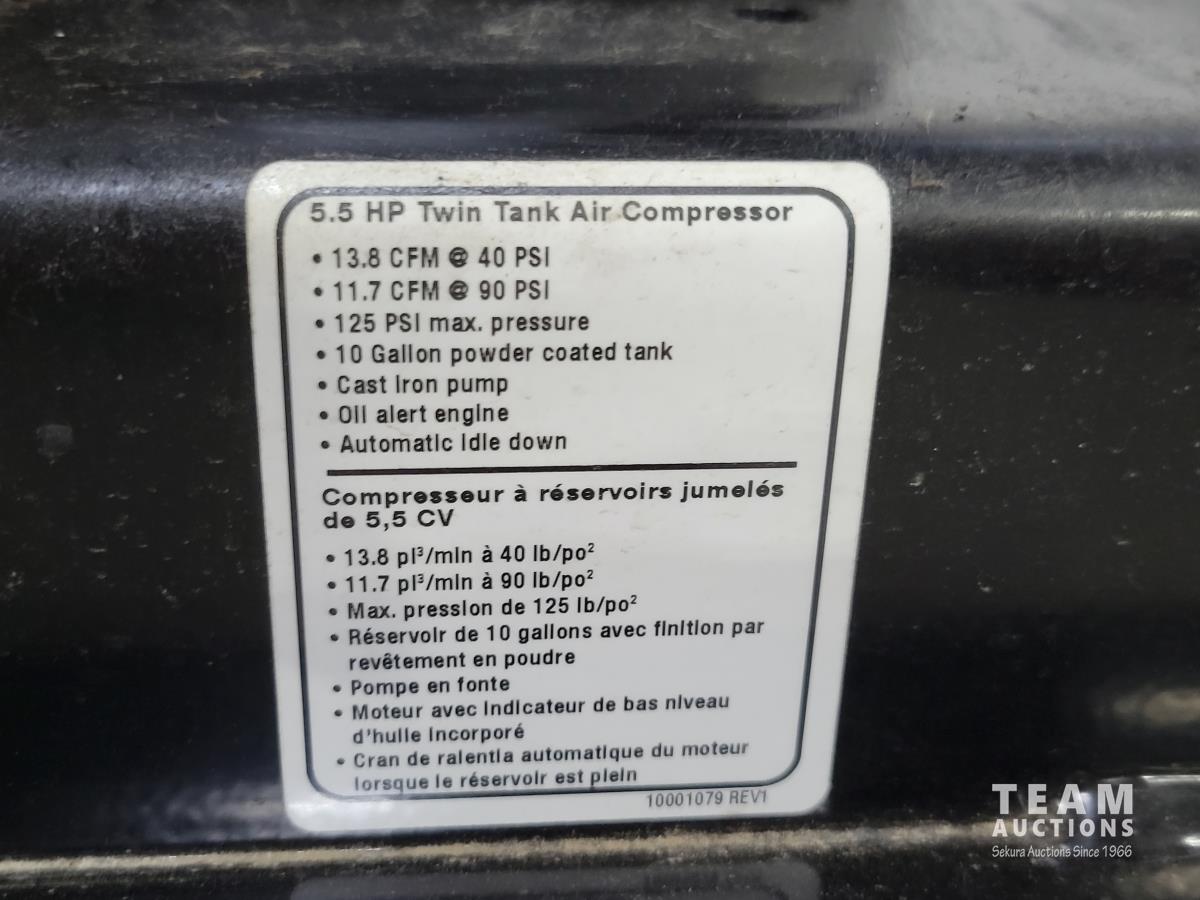 5.5 HP Twin Tank Air Compressor
• 13.8 CFM @ 40 PSI
• 11.7 CFM @ 90 PSI
• 125 PSI max. pressure
• 10 Gallon powder coated tank
• Cast Iron pump
• Oil alert engine
• Automatic idle down
Compresseur à réservoirs jumelés
de 5,5 CV
• 13.8 pi³/min à 40 lb/po²
• 11.7 pi³/min à 90 lb/po²
• Max. pression de 125 lb/po²
• Réservoir de 10 gallons avec finition par
revêtement en poudre
• Pompe en fonte
• Moteur avec indicateur de bas niveau
d'huile incorporé
• Cran de ralentia automatique du moteur
lorsque le réservoir est plein
10001079 REV1
TEAM
AUCTIONS
Sekura Auctions Since 1966